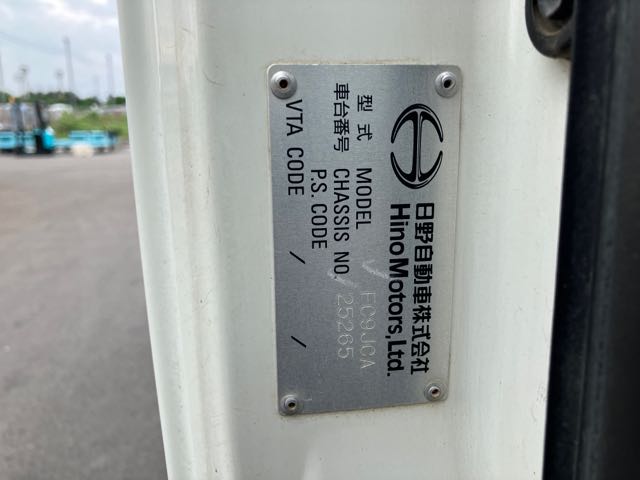 日野自動車株式会社
Hino Motors, Ltd.
型式 MODEL EC9JCA
車台番号 CHASSIS NO. 25265
P.S. CODE
VTA CODE / /